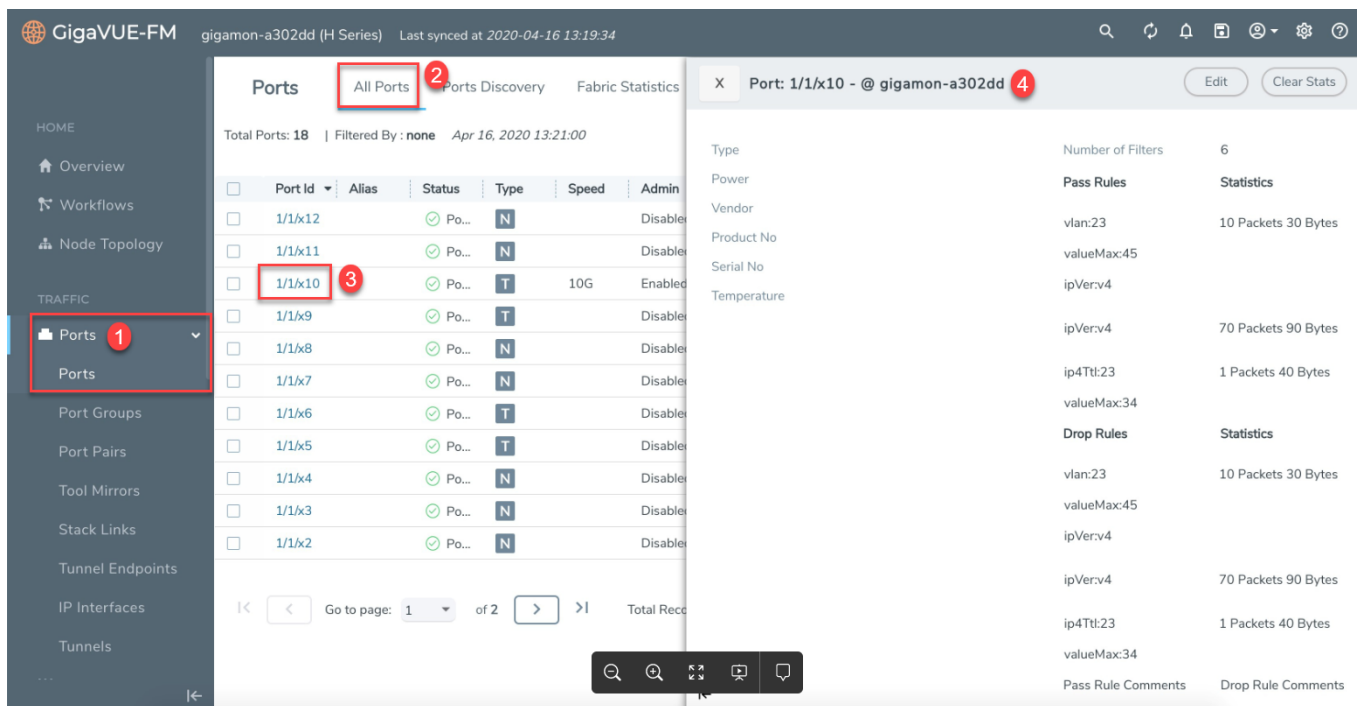 GigaVUE-FM gigamon-a302dd (H Series) Last synced at 2020-04-16 13:19:34
HOME
Overview
Workflows
Node Topology
TRAFFIC
Ports 1
Ports
Port Groups
Port Pairs
Tool Mirrors
Stack Links
Tunnel Endpoints
IP Interfaces
Tunnels
Ports All Ports 2 Ports Discovery Fabric Statistics
Total Ports: 18 | Filtered By : none Apr 16, 2020 13:21:00
Port Id Alias Status Type Speed Admin
1/1/x12 Po... N Disabled
1/1/x11 Po... N Disabled
1/1/x10 3 Po... T 10G Enabled
1/1/x9 Po... T Disabled
1/1/x8 Po... N Disabled
1/1/x7 Po... N Disabled
1/1/x6 Po... T Disabled
1/1/x5 Po... T Disabled
1/1/x4 Po... N Disabled
1/1/x3 Po... N Disabled
1/1/x2 Po... N Disabled
Go to page: 1 of 2 Total Reco
X Port: 1/1/x10 - @ gigamon-a302dd 4 Edit Clear Stats
Type
Power
Vendor
Product No
Serial No
Temperature
Number of Filters 6
Pass Rules Statistics
vlan:23 10 Packets 30 Bytes
valueMax:45
ipVer:v4
ipVer:v4 70 Packets 90 Bytes
ip4Ttl:23 1 Packets 40 Bytes
valueMax:34
Drop Rules Statistics
vlan:23 10 Packets 30 Bytes
valueMax:45
ipVer:v4
ipVer:v4 70 Packets 90 Bytes
ip4Ttl:23 1 Packets 40 Bytes
valueMax:34
Pass Rule Comments Drop Rule Comments